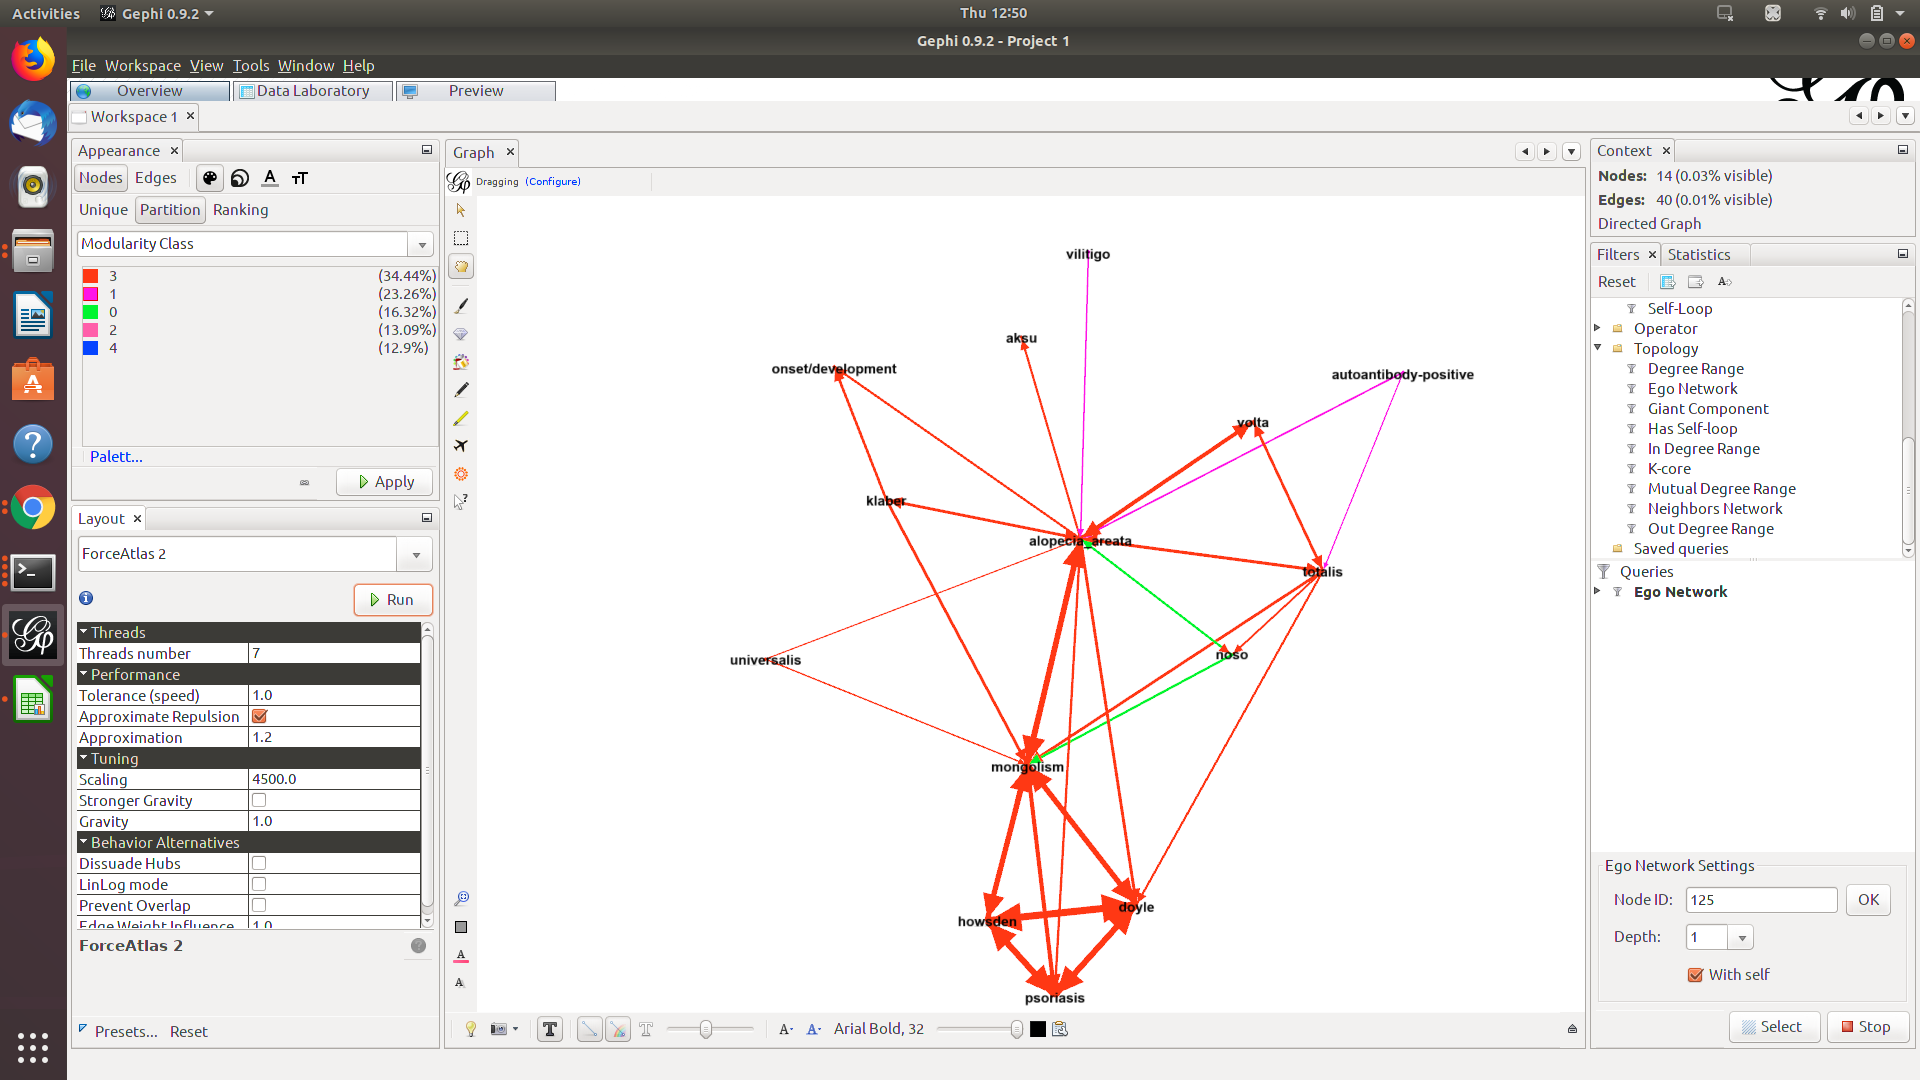 Activities Gephi 0.9.2 Thu 12:50
Gephi 0.9.2 - Project 1
File Workspace View Tools Window Help
Overview Data Laboratory Preview
Workspace 1
Appearance
Nodes Edges
Unique Partition Ranking
Modularity Class
3 (34.44%)
1 (23.26%)
0 (16.32%)
2 (13.09%)
4 (12.9%)
Palett...
Apply
Layout
ForceAtlas 2
Run
Threads
Threads number 7
Performance
Tolerance (speed) 1.0
Approximate Repulsion
Approximation 1.2
Tuning
Scaling 4500.0
Stronger Gravity
Gravity 1.0
Behavior Alternatives
Dissuade Hubs
LinLog mode
Prevent Overlap
Edge Weight Influence 1.0
ForceAtlas 2
Presets... Reset
Graph
Dragging (Configure)
vilitigo
aksu
onset/development
autoantibody-positive
volta
klaber
alopecia_areata
totalis
universalis
noso
mongolism
howsden
doyle
psoriasis
Arial Bold, 32
Context
Nodes: 14 (0.03% visible)
Edges: 40 (0.01% visible)
Directed Graph
Filters Statistics
Reset
Self-Loop
Operator
Topology
Degree Range
Ego Network
Giant Component
Has Self-loop
In Degree Range
K-core
Mutual Degree Range
Neighbors Network
Out Degree Range
Saved queries
Queries
Ego Network
Ego Network Settings
Node ID: 125 OK
Depth: 1
With self
Select Stop